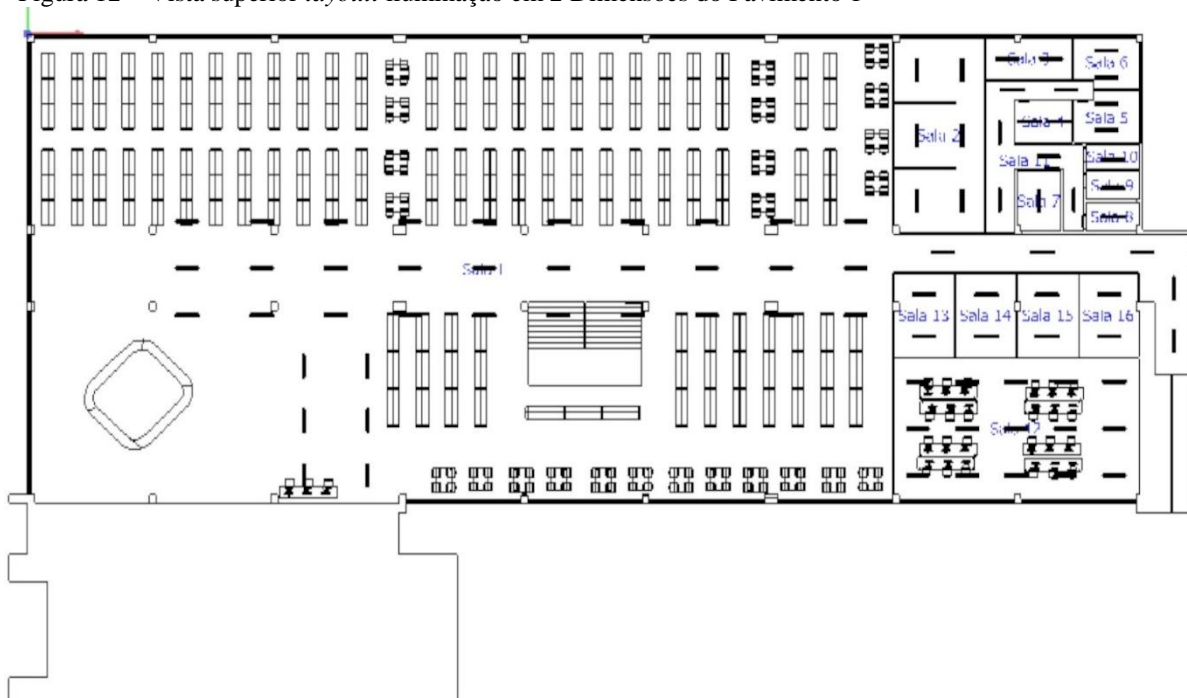 Figura 12 – Vista superior layout iluminação em 2 Dimensões do Pavimento 1
Sala 3
Sala 6
Sala 4
Sala 5
Sala 2
Sala 11
Sala 10
Sala 9
Sala 7
Sala 8
Sala 1
Sala 13
Sala 14
Sala 15
Sala 16
Sala 17